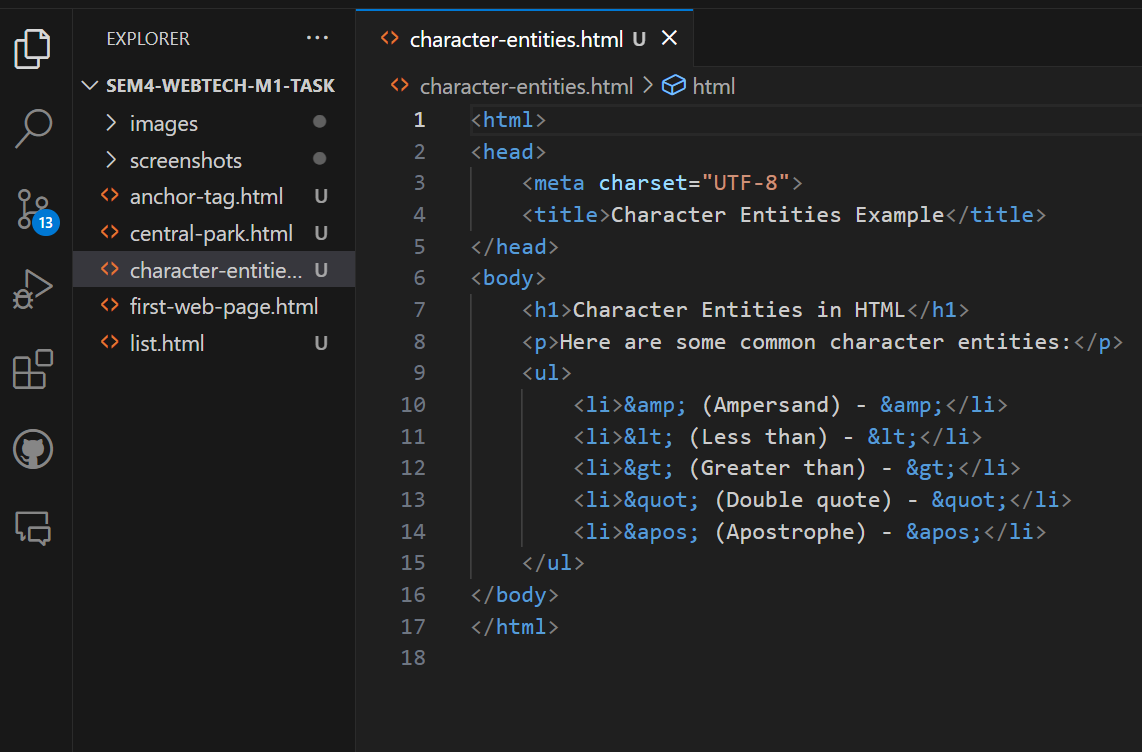 EXPLORER ...
SEM4-WEBTECH-M1-TASK
images
screenshots
anchor-tag.html U
central-park.html U
character-entitie... U
first-web-page.html
list.html U
13
character-entities.html U
character-entities.html > html
1 <html>
2 <head>
3     <meta charset="UTF-8">
4     <title>Character Entities Example</title>
5 </head>
6 <body>
7     <h1>Character Entities in HTML</h1>
8     <p>Here are some common character entities:</p>
9     <ul>
10         <li>&amp; (Ampersand) - &amp;</li>
11         <li>&lt; (Less than) - &lt;</li>
12         <li>&gt; (Greater than) - &gt;</li>
13         <li>&quot; (Double quote) - &quot;</li>
14         <li>&apos; (Apostrophe) - &apos;</li>
15     </ul>
16 </body>
17 </html>
18